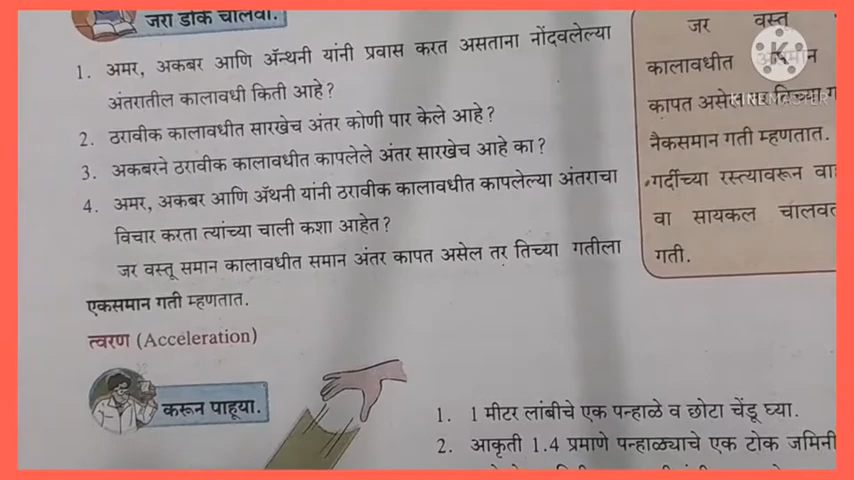 जरा डोके चालवा.
1. अमर, अकबर आणि ॲन्थनी यांनी प्रवास करत असताना नोंदवलेल्या
अंतरातील कालावधी किती आहे?
2. ठरावीक कालावधीत सारखेच अंतर कोणी पार केले आहे?
3. अकबरने ठरावीक कालावधीत कापलेले अंतर सारखेच आहे का?
4. अमर, अकबर आणि ॲथनी यांनी ठरावीक कालावधीत कापलेल्या अंतराचा
विचार करता त्यांच्या चाली कशा आहेत?
जर वस्तू समान कालावधीत समान अंतर कापत असेल तर तिच्या गतीला
एकसमान गती म्हणतात.
त्वरण (Acceleration)
करून पाहूया.
1. 1 मीटर लांबीचे एक पन्हाळे व छोटा चेंडू घ्या.
2. आकृती 1.4 प्रमाणे पन्हाळ्याचे एक टोक जमिनी
जर वस्तू
कालावधीत
कापत असेल तर तिच्या ग
नैकसमान गती म्हणतात.
गर्दीच्या रस्त्यावरून वा
वा सायकल चालवत
गती.
K
KINEMASTER